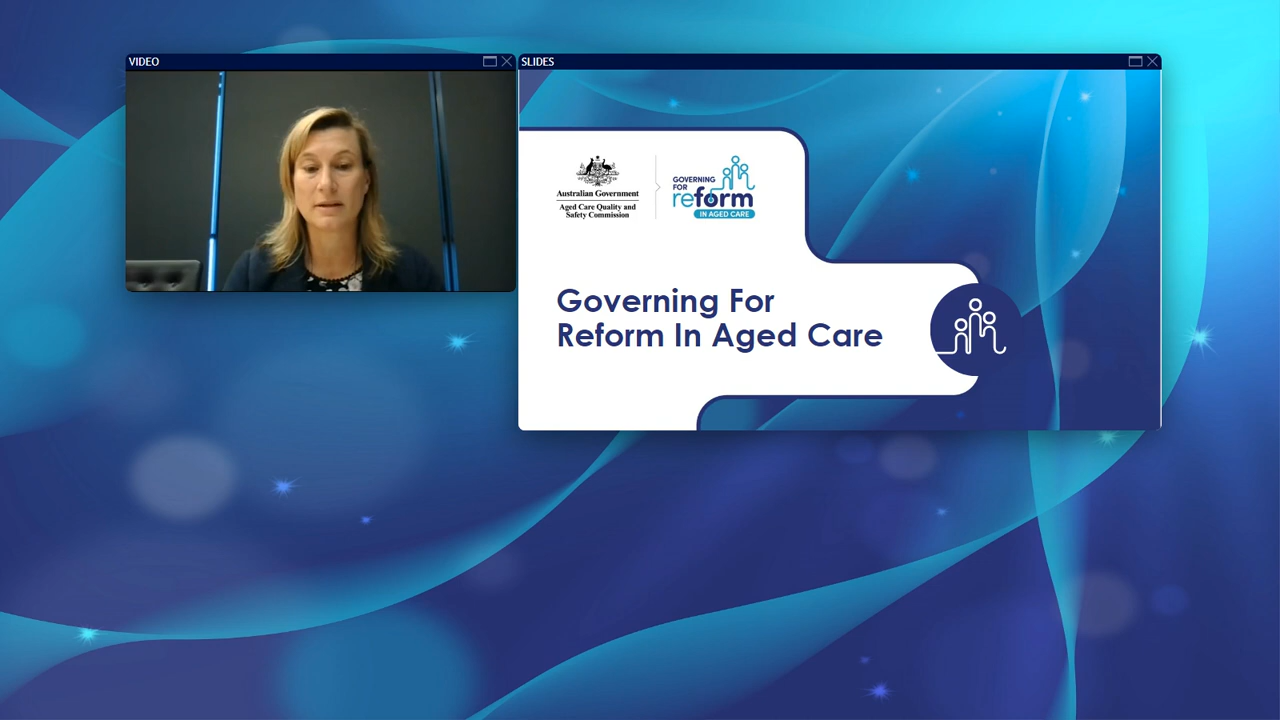 VIDEO
SLIDES
Australian Government
Aged Care Quality and
Safety Commission
GOVERNING
FOR
reform
IN AGED CARE
Governing For
Reform In Aged Care